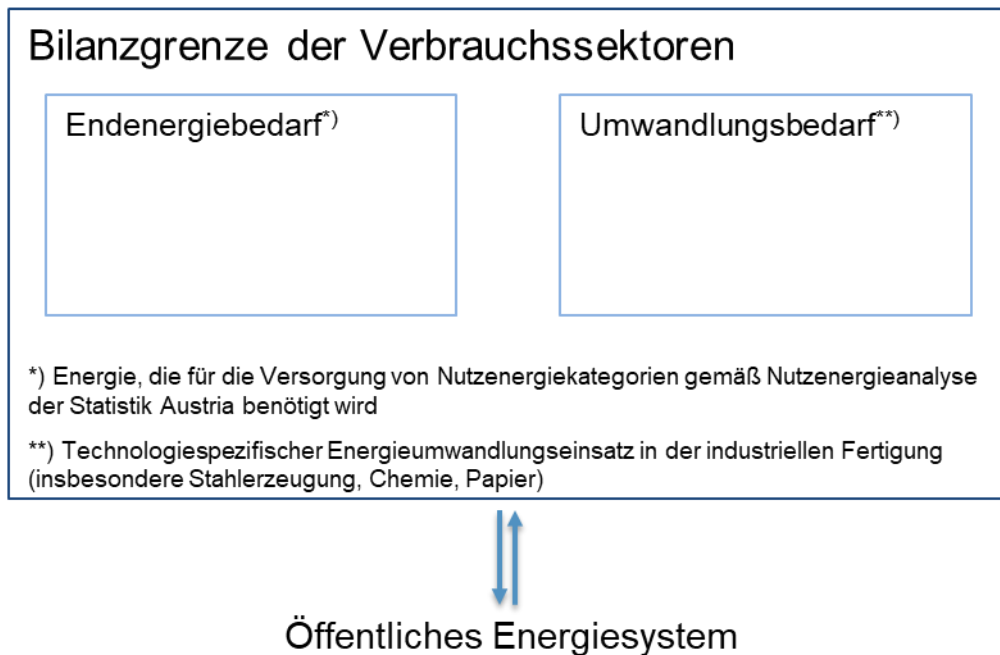 Bilanzgrenze der Verbrauchssektoren
Endenergiebedarf*)
Umwandlungsbedarf**)
*) Energie, die für die Versorgung von Nutzenergiekategorien gemäß Nutzenergieanalyse
der Statistik Austria benötigt wird
**) Technologiespezifischer Energieumwandlungseinsatz in der industriellen Fertigung
(insbesondere Stahlerzeugung, Chemie, Papier)
Öffentliches Energiesystem